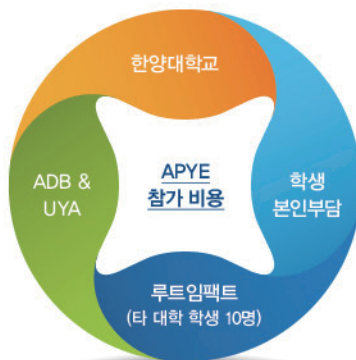 한양대학교
ADB &
UYA
APYE
참가 비용
학생
본인부담
루트임팩트
(타 대학 학생 10명)